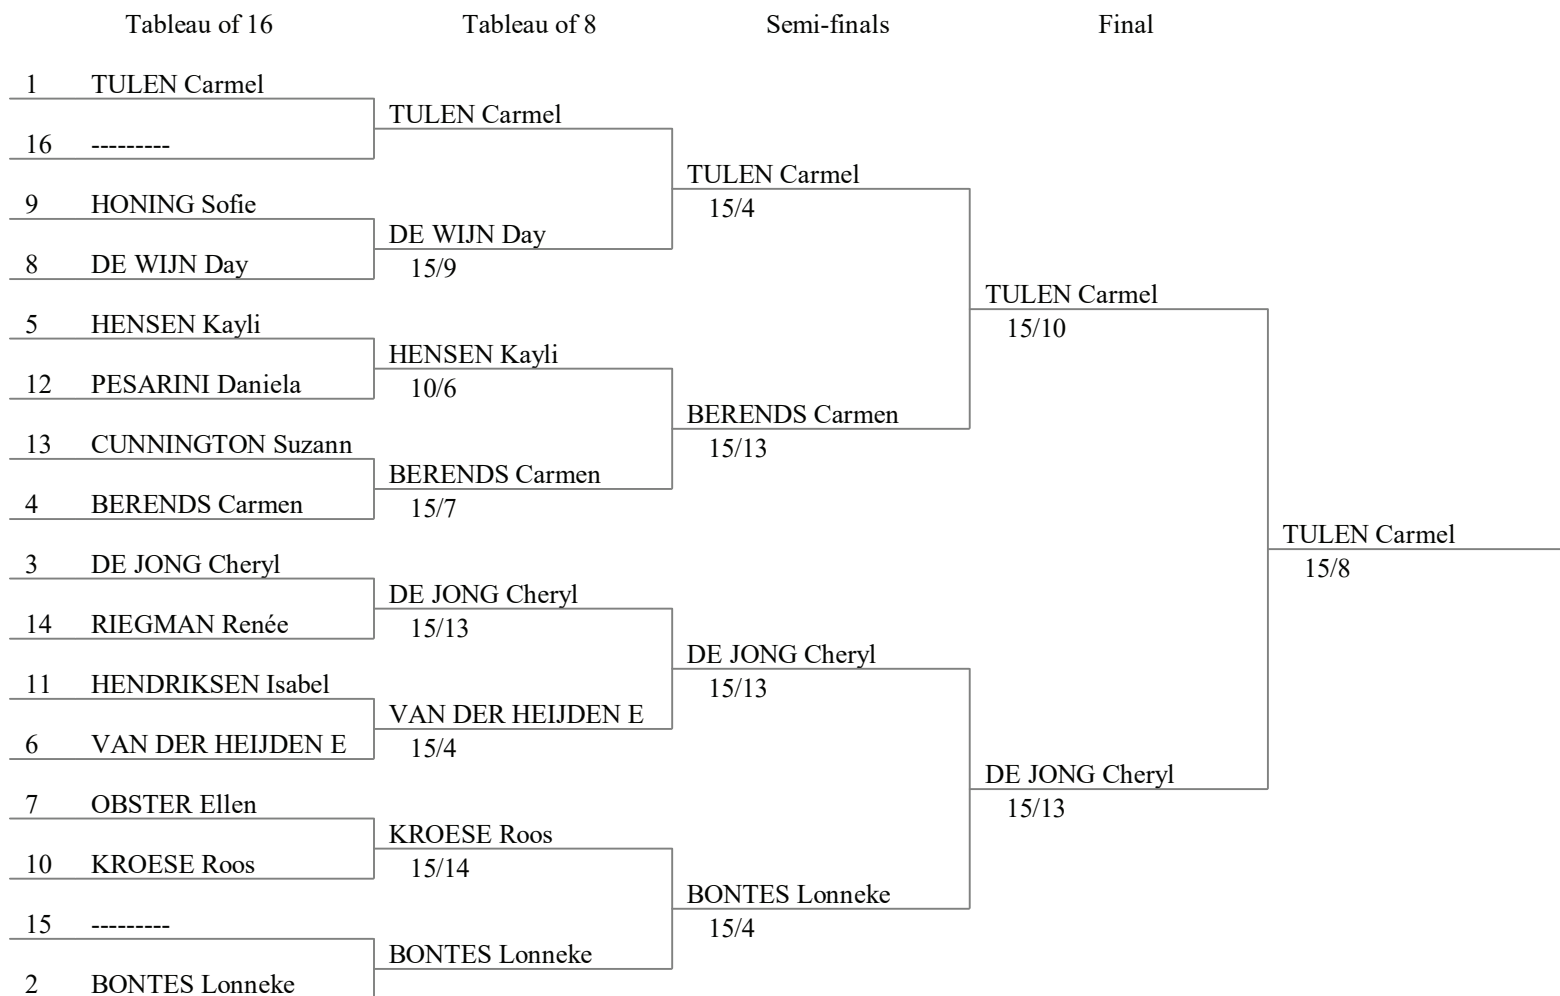 Tableau of 16 Tableau of 8 Semi-finals Final
1 TULEN Carmel
TULEN Carmel
16 ---------
TULEN Carmel
9 HONING Sofie
15/4
DE WIJN Day
8 DE WIJN Day
15/9
TULEN Carmel
5 HENSEN Kayli
15/10
HENSEN Kayli
12 PESARINI Daniela
10/6
BERENDS Carmen
13 CUNNINGTON Suzann
15/13
BERENDS Carmen
4 BERENDS Carmen
15/7
TULEN Carmel
3 DE JONG Cheryl
15/8
DE JONG Cheryl
14 RIEGMAN Renée
15/13
DE JONG Cheryl
11 HENDRIKSEN Isabel
15/13
VAN DER HEIJDEN E
6 VAN DER HEIJDEN E
15/4
DE JONG Cheryl
7 OBSTER Ellen
15/13
KROESE Roos
10 KROESE Roos
15/14
BONTES Lonneke
15 ---------
15/4
BONTES Lonneke
2 BONTES Lonneke